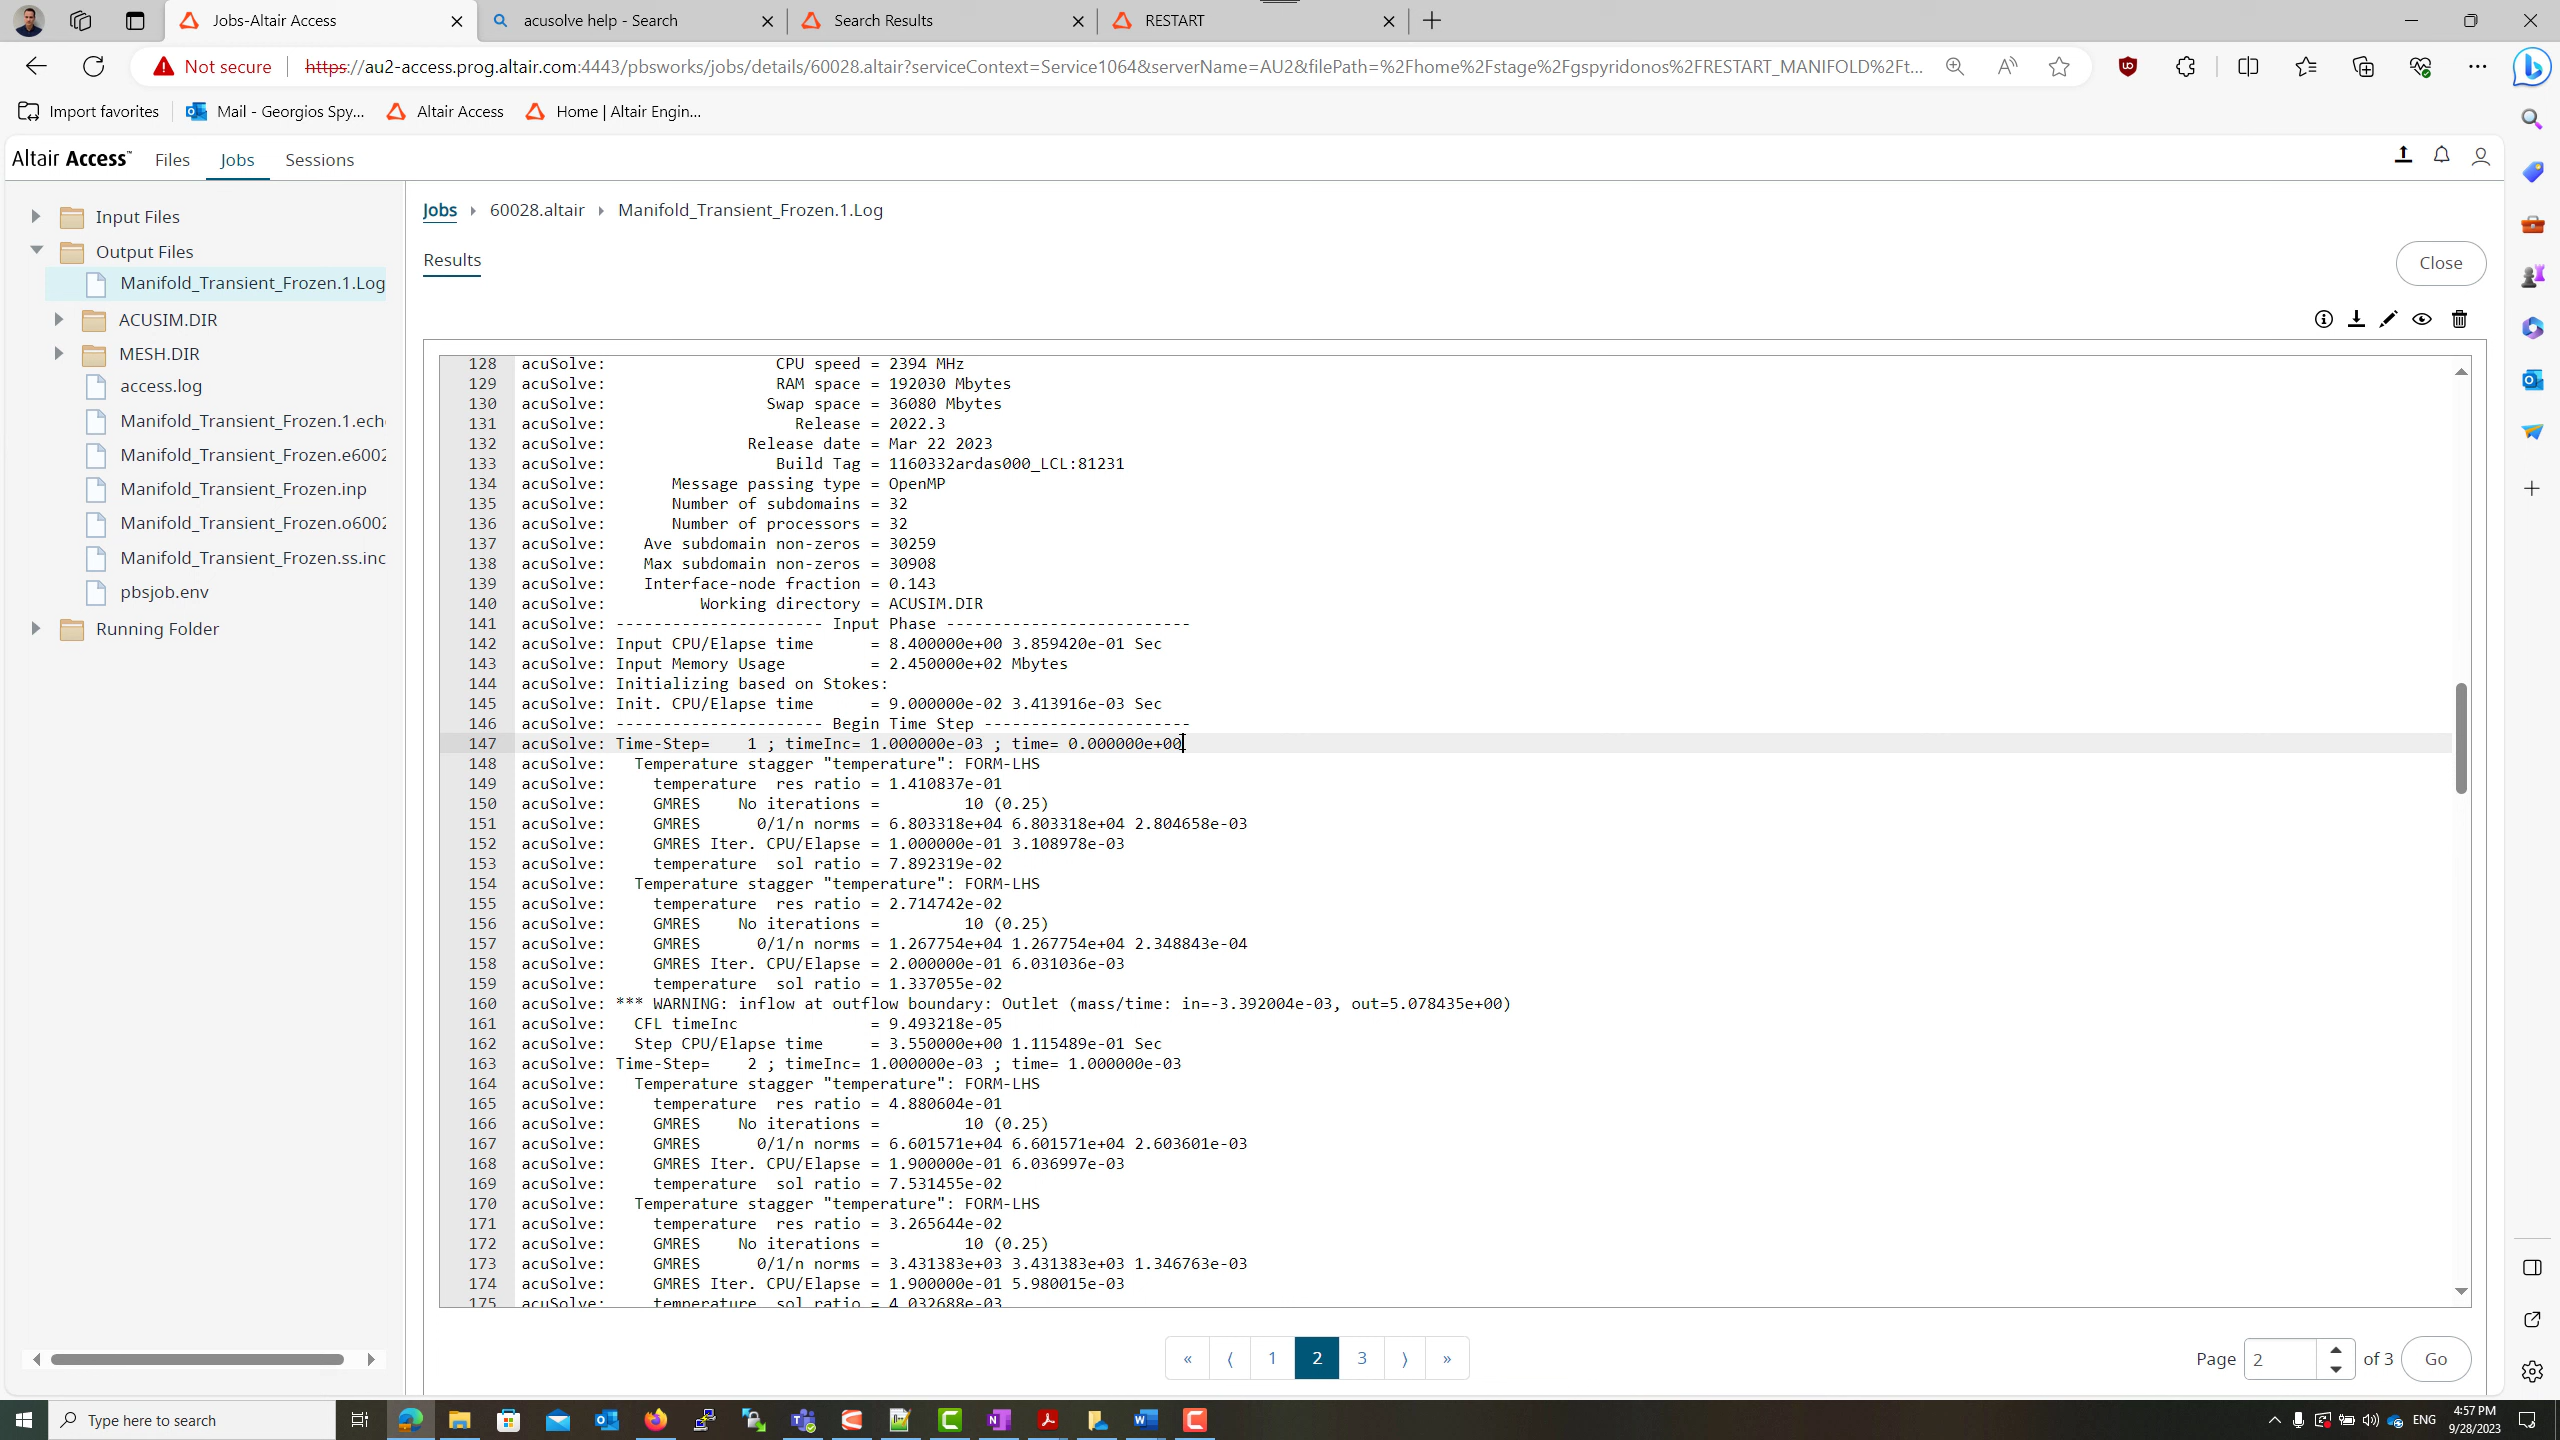 Jobs-Altair Access
acusolve help - Search
Search Results
RESTART
Not secure
https://au2-access.prog.altair.com:4443/pbsworks/jobs/details/60028.altair?serviceContext=Service1064&serverName=AU2&filePath=%2Fhome%2Fstage%2Fgspyridonos%2FRESTART_MANIFOLD%2Ft...
Import favorites
Mail - Georgios Spy...
Altair Access
Home | Altair Engin...
Altair Access™
Files
Jobs
Sessions
Input Files
Output Files
Manifold_Transient_Frozen.1.Log
ACUSIM.DIR
MESH.DIR
access.log
Manifold_Transient_Frozen.1.ech
Manifold_Transient_Frozen.e6002
Manifold_Transient_Frozen.inp
Manifold_Transient_Frozen.o6002
Manifold_Transient_Frozen.ss.inc
pbsjob.env
Running Folder
Jobs
60028.altair
Manifold_Transient_Frozen.1.Log
Results
Close
128 acuSolve: CPU speed = 2394 MHz
129 acuSolve: RAM space = 192030 Mbytes
130 acuSolve: Swap space = 36080 Mbytes
131 acuSolve: Release = 2022.3
132 acuSolve: Release date = Mar 22 2023
133 acuSolve: Build Tag = 1160332ardas000_LCL:81231
134 acuSolve: Message passing type = OpenMP
135 acuSolve: Number of subdomains = 32
136 acuSolve: Number of processors = 32
137 acuSolve: Ave subdomain non-zeros = 30259
138 acuSolve: Max subdomain non-zeros = 30908
139 acuSolve: Interface-node fraction = 0.143
140 acuSolve: Working directory = ACUSIM.DIR
141 acuSolve: ---------------------- Input Phase --------------------------
142 acuSolve: Input CPU/Elapse time = 8.400000e+00 3.859420e-01 Sec
143 acuSolve: Input Memory Usage = 2.450000e+02 Mbytes
144 acuSolve: Initializing based on Stokes:
145 acuSolve: Init. CPU/Elapse time = 9.000000e-02 3.413916e-03 Sec
146 acuSolve: ---------------------- Begin Time Step ----------------------
147 acuSolve: Time-Step= 1 ; timeInc= 1.000000e-03 ; time= 0.000000e+00
148 acuSolve: Temperature stagger "temperature": FORM-LHS
149 acuSolve: temperature res ratio = 1.410837e-01
150 acuSolve: GMRES No iterations = 10 (0.25)
151 acuSolve: GMRES 0/1/n norms = 6.803318e+04 6.803318e+04 2.804658e-03
152 acuSolve: GMRES Iter. CPU/Elapse = 1.000000e-01 3.108978e-03
153 acuSolve: temperature sol ratio = 7.892319e-02
154 acuSolve: Temperature stagger "temperature": FORM-LHS
155 acuSolve: temperature res ratio = 2.714742e-02
156 acuSolve: GMRES No iterations = 10 (0.25)
157 acuSolve: GMRES 0/1/n norms = 1.267754e+04 1.267754e+04 2.348843e-04
158 acuSolve: GMRES Iter. CPU/Elapse = 2.000000e-01 6.031036e-03
159 acuSolve: temperature sol ratio = 1.337055e-02
160 acuSolve: *** WARNING: inflow at outflow boundary: Outlet (mass/time: in=-3.392004e-03, out=5.078435e+00)
161 acuSolve: CFL timeInc = 9.493218e-05
162 acuSolve: Step CPU/Elapse time = 3.550000e+00 1.115489e-01 Sec
163 acuSolve: Time-Step= 2 ; timeInc= 1.000000e-03 ; time= 1.000000e-03
164 acuSolve: Temperature stagger "temperature": FORM-LHS
165 acuSolve: temperature res ratio = 4.880604e-01
166 acuSolve: GMRES No iterations = 10 (0.25)
167 acuSolve: GMRES 0/1/n norms = 6.601571e+04 6.601571e+04 2.603601e-03
168 acuSolve: GMRES Iter. CPU/Elapse = 1.900000e-01 6.036997e-03
169 acuSolve: temperature sol ratio = 7.531455e-02
170 acuSolve: Temperature stagger "temperature": FORM-LHS
171 acuSolve: temperature res ratio = 3.265644e-02
172 acuSolve: GMRES No iterations = 10 (0.25)
173 acuSolve: GMRES 0/1/n norms = 3.431383e+03 3.431383e+03 1.346763e-03
174 acuSolve: GMRES Iter. CPU/Elapse = 1.900000e-01 5.980015e-03
175 acuSolve: temperature sol ratio = 4.032688e-03
« ⟨ 1 2 3 ⟩ »
Page 2 of 3 Go
Type here to search
ENG
4:57 PM
9/28/2023